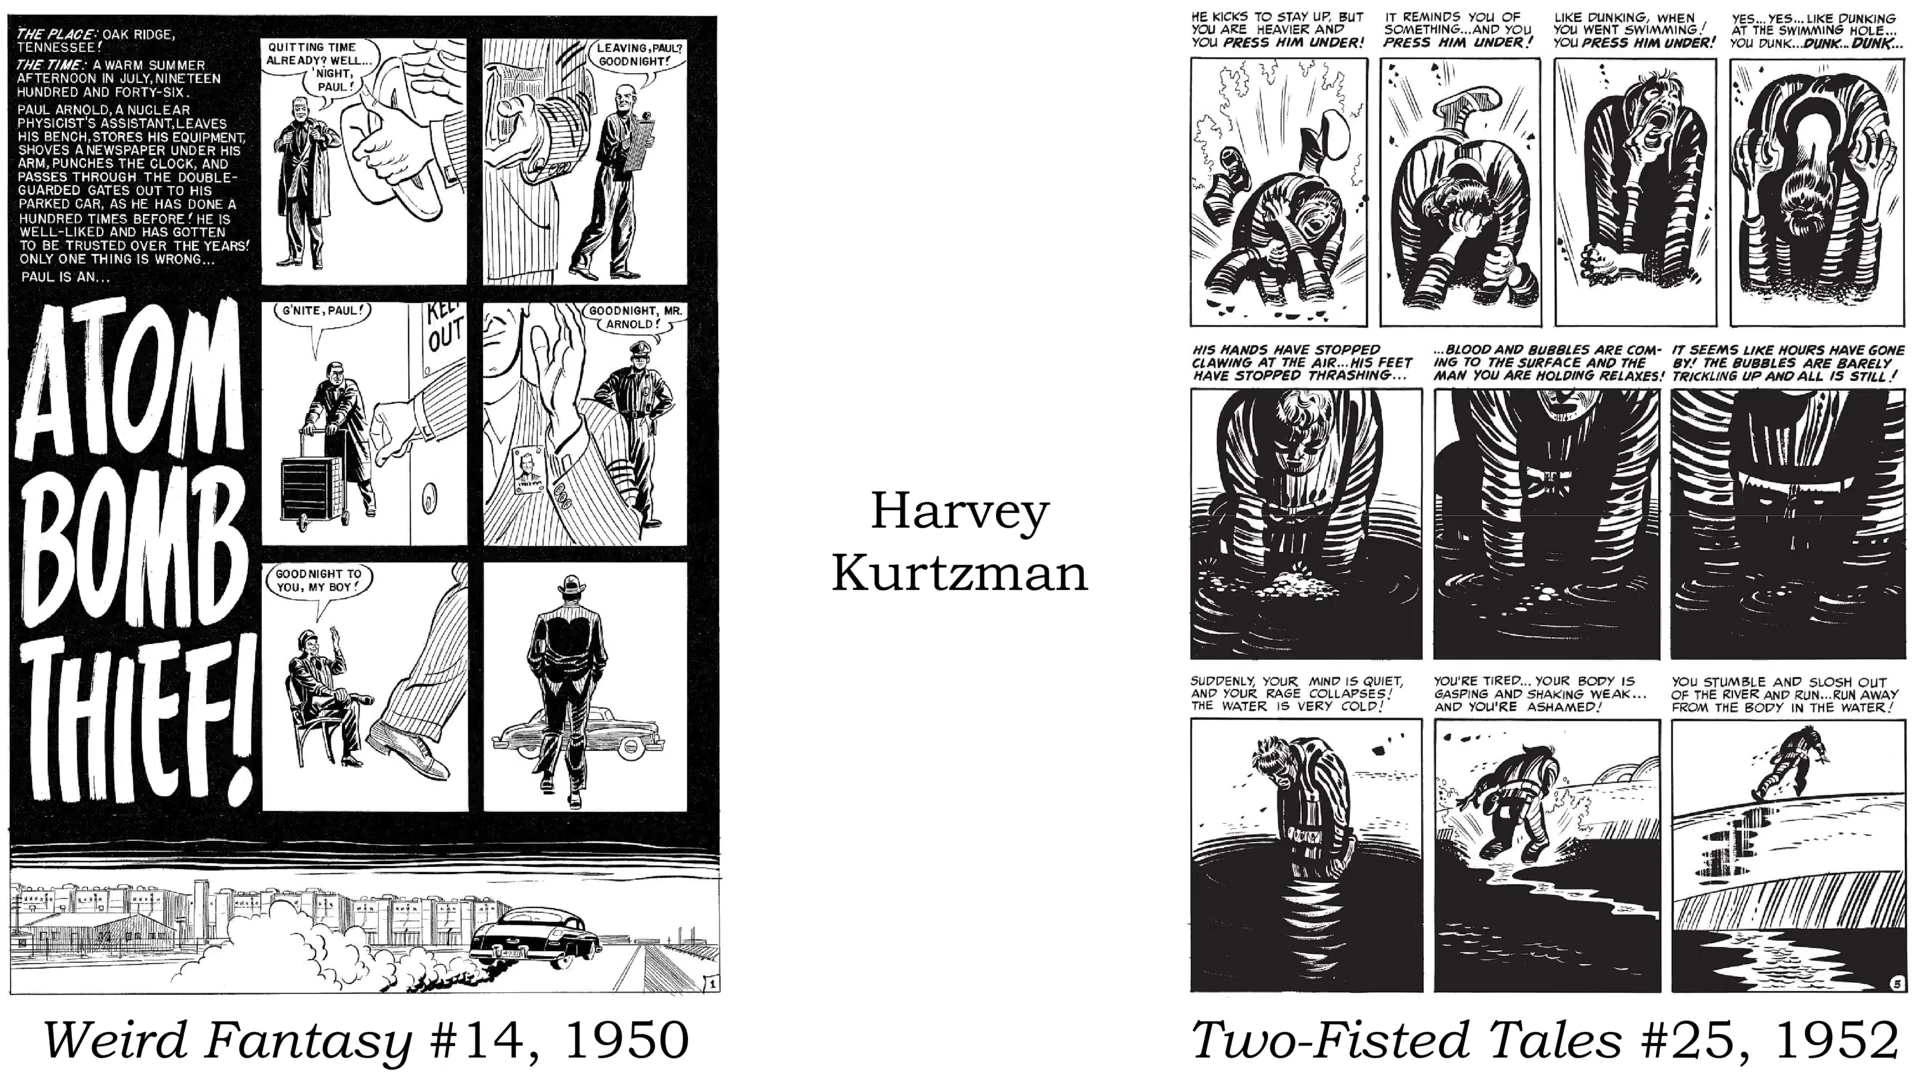 THE PLACE: OAK RIDGE,
TENNESSEE!
THE TIME: A WARM SUMMER
AFTERNOON IN JULY, NINETEEN
HUNDRED AND FORTY-SIX.
PAUL ARNOLD, A NUCLEAR
PHYSICIST'S ASSISTANT, LEAVES
HIS BENCH, STORES HIS EQUIPMENT,
SHOVES A NEWSPAPER UNDER HIS
ARM, PUNCHES THE CLOCK, AND
PASSES THROUGH THE DOUBLE-
GUARDED GATES OUT TO HIS
PARKED CAR, AS HE HAS DONE A
HUNDRED TIMES BEFORE! HE IS
WELL-LIKED AND HAS GOTTEN
TO BE TRUSTED OVER THE YEARS!
ONLY ONE THING IS WRONG...
PAUL IS AN...
ATOM
BOMB
THIEF!
QUITTING TIME
ALREADY? WELL...
'NIGHT,
PAUL!
LEAVING, PAUL?
GOODNIGHT!
G'NITE, PAUL!
KEEP
OUT
GOODNIGHT, MR.
ARNOLD!
GOODNIGHT TO
YOU, MY BOY!
1
Weird Fantasy #14, 1950
Harvey
Kurtzman
HE KICKS TO STAY UP, BUT
YOU ARE HEAVIER AND
YOU PRESS HIM UNDER!
IT REMINDS YOU OF
SOMETHING...AND YOU
PRESS HIM UNDER!
LIKE DUNKING, WHEN
YOU WENT SWIMMING!
YOU PRESS HIM UNDER!
YES...YES...LIKE DUNKING
AT THE SWIMMING HOLE...
YOU DUNK...DUNK...DUNK...
HIS HANDS HAVE STOPPED
CLAWING AT THE AIR...HIS FEET
HAVE STOPPED THRASHING...
...BLOOD AND BUBBLES ARE COM-
ING TO THE SURFACE AND THE
MAN YOU ARE HOLDING RELAXES!
IT SEEMS LIKE HOURS HAVE GONE
BY! THE BUBBLES ARE BARELY
TRICKLING UP AND ALL IS STILL!
SUDDENLY, YOUR MIND IS QUIET,
AND YOUR RAGE COLLAPSES!
THE WATER IS VERY COLD!
YOU'RE TIRED... YOUR BODY IS
GASPING AND SHAKING WEAK...
AND YOU'RE ASHAMED!
YOU STUMBLE AND SLOSH OUT
OF THE RIVER AND RUN...RUN AWAY
FROM THE BODY IN THE WATER!
5
Two-Fisted Tales #25, 1952